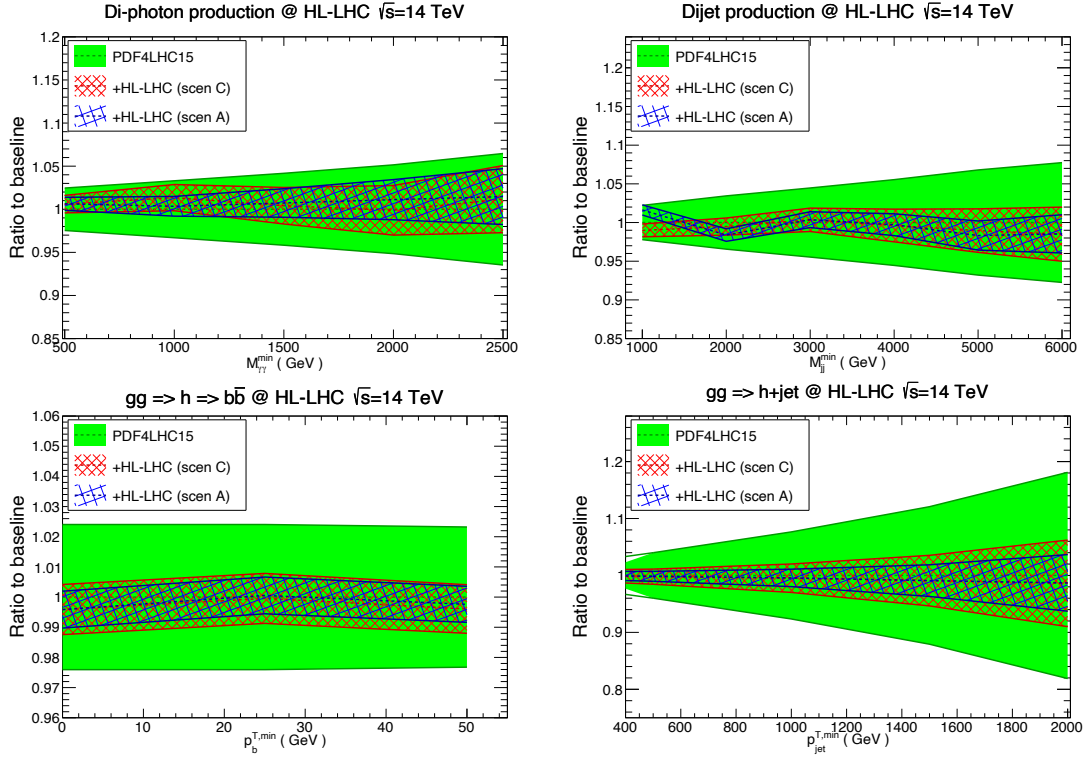 Di-photon production @ HL-LHC √s=14 TeV
Ratio to baseline
1.2
1.15
1.1
1.05
1
0.95
0.9
0.85
PDF4LHC15
+HL-LHC (scen C)
+HL-LHC (scen A)
500 1000 1500 2000 2500
M_γγ^min ( GeV )
Dijet production @ HL-LHC √s=14 TeV
Ratio to baseline
1.2
1.15
1.1
1.05
1
0.95
0.9
0.85
PDF4LHC15
+HL-LHC (scen C)
+HL-LHC (scen A)
1000 2000 3000 4000 5000 6000
M_jj^min ( GeV )
gg => h => bb̅ @ HL-LHC √s=14 TeV
Ratio to baseline
1.06
1.05
1.04
1.03
1.02
1.01
1
0.99
0.98
0.97
0.96
PDF4LHC15
+HL-LHC (scen C)
+HL-LHC (scen A)
0 10 20 30 40 50
p_b^T,min ( GeV )
gg => h+jet @ HL-LHC √s=14 TeV
Ratio to baseline
1.2
1.1
1
0.9
0.8
PDF4LHC15
+HL-LHC (scen C)
+HL-LHC (scen A)
400 600 800 1000 1200 1400 1600 1800 2000
p_jet^T,min ( GeV )